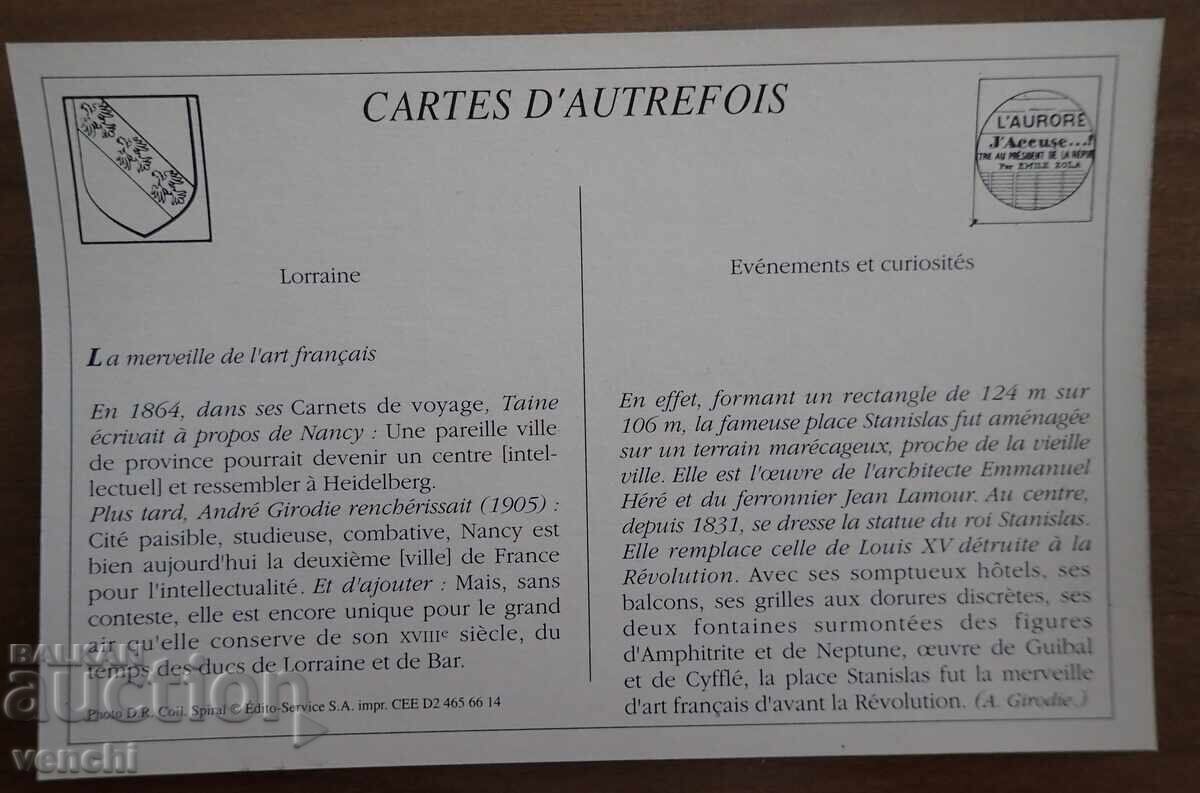 CARTES D'AUTREFOIS
L'AURORE
J'Accuse...!
TRE AU PRÉSIDENT DE LA RÉPUB
Par EMILE ZOLA
Lorraine
La merveille de l'art français
En 1864, dans ses Carnets de voyage, Taine
écrivait à propos de Nancy : Une pareille ville
de province pourrait devenir un centre [intel-
lectuel] et ressembler à Heidelberg.
Plus tard, André Girodie renchérissait (1905) :
Cité paisible, studieuse, combative, Nancy est
bien aujourd'hui la deuxième [ville] de France
pour l'intellectualité. Et d'ajouter : Mais, sans
conteste, elle est encore unique pour le grand
air qu'elle conserve de son XVIIIe siècle, du
temps des ducs de Lorraine et de Bar.
Photo D.R. Coll. Spiral © Édito-Service S.A. impr. CEE D2 465 66 14
Evénements et curiosités
En effet, formant un rectangle de 124 m sur
106 m, la fameuse place Stanislas fut aménagée
sur un terrain marécageux, proche de la vieille
ville. Elle est l'œuvre de l'architecte Emmanuel
Héré et du ferronnier Jean Lamour. Au centre,
depuis 1831, se dresse la statue du roi Stanislas.
Elle remplace celle de Louis XV détruite à la
Révolution. Avec ses somptueux hôtels, ses
balcons, ses grilles aux dorures discrètes, ses
deux fontaines surmontées des figures
d'Amphitrite et de Neptune, œuvre de Guibal
et de Cyfflé, la place Stanislas fut la merveille
d'art français d'avant la Révolution. (A. Girodie.)
BALKAN
auction
venchi